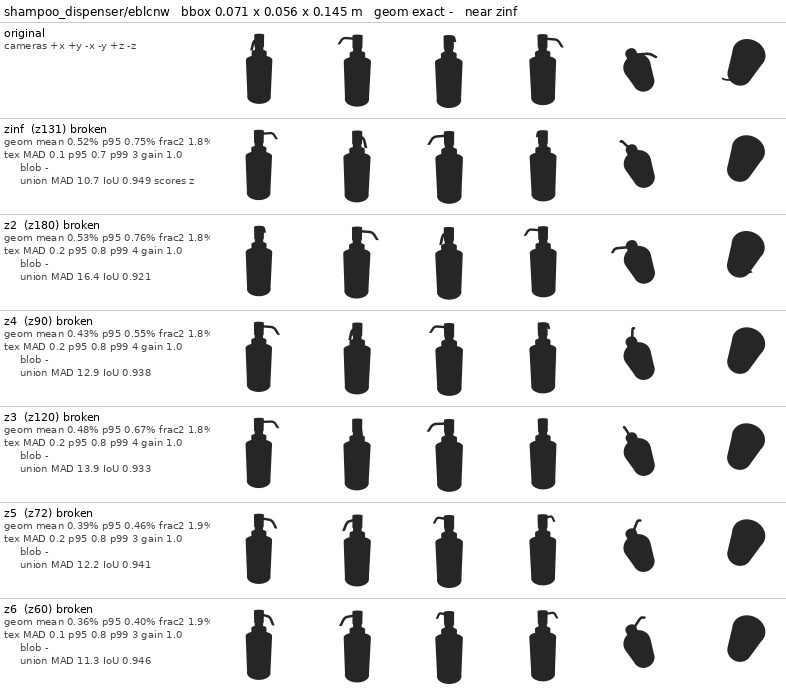 shampoo_dispenser/eblcnw   bbox 0.071 x 0.056 x 0.145 m   geom exact -   near zinf
original
cameras +x +y -x -y +z -z
zinf  (z131) broken
geom mean 0.52% p95 0.75% frac2 1.8%
tex MAD 0.1 p95 0.7 p99 3 gain 1.0
blob -
union MAD 10.7 IoU 0.949 scores z
z2  (z180) broken
geom mean 0.53% p95 0.76% frac2 1.8%
tex MAD 0.2 p95 0.8 p99 4 gain 1.0
blob -
union MAD 16.4 IoU 0.921
z4  (z90) broken
geom mean 0.43% p95 0.55% frac2 1.8%
tex MAD 0.2 p95 0.8 p99 4 gain 1.0
blob -
union MAD 12.9 IoU 0.938
z3  (z120) broken
geom mean 0.48% p95 0.67% frac2 1.8%
tex MAD 0.2 p95 0.8 p99 4 gain 1.0
blob -
union MAD 13.9 IoU 0.933
z5  (z72) broken
geom mean 0.39% p95 0.46% frac2 1.9%
tex MAD 0.2 p95 0.8 p99 3 gain 1.0
blob -
union MAD 12.2 IoU 0.941
z6  (z60) broken
geom mean 0.36% p95 0.40% frac2 1.9%
tex MAD 0.1 p95 0.8 p99 3 gain 1.0
blob -
union MAD 11.3 IoU 0.946